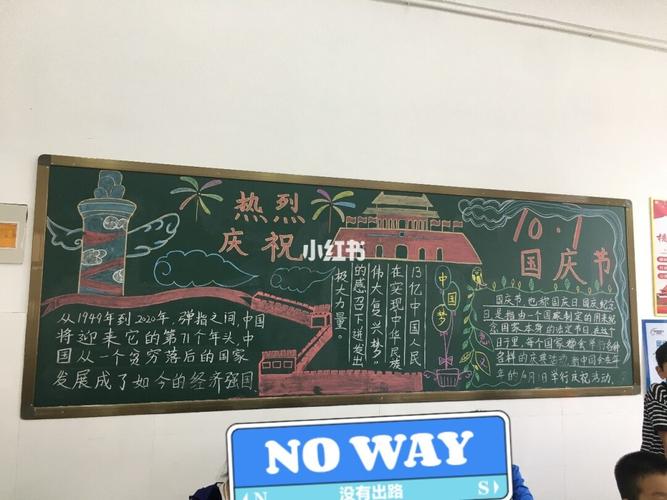 热烈
庆祝
从1949年到2020年,弹指之间,中国
将迎来它的第71个年头,中
国从一个贫穷落后的国家
发展成了如今的经济强国
13亿中国人民
在实现"中华民族
伟大复兴梦"
的感召下迸发出
极大力量。
中国梦
10.1
国庆节
国庆节也称国庆日国庆纪念
日,是指由一个国家制定的用来纪
念国家本身的法定节日,在这个
日子里,每个国家都会举行各种
各样的庆祝活动,
年的10月1日举行庆祝活动.
小红书
NO WAY
N
没有出路
S